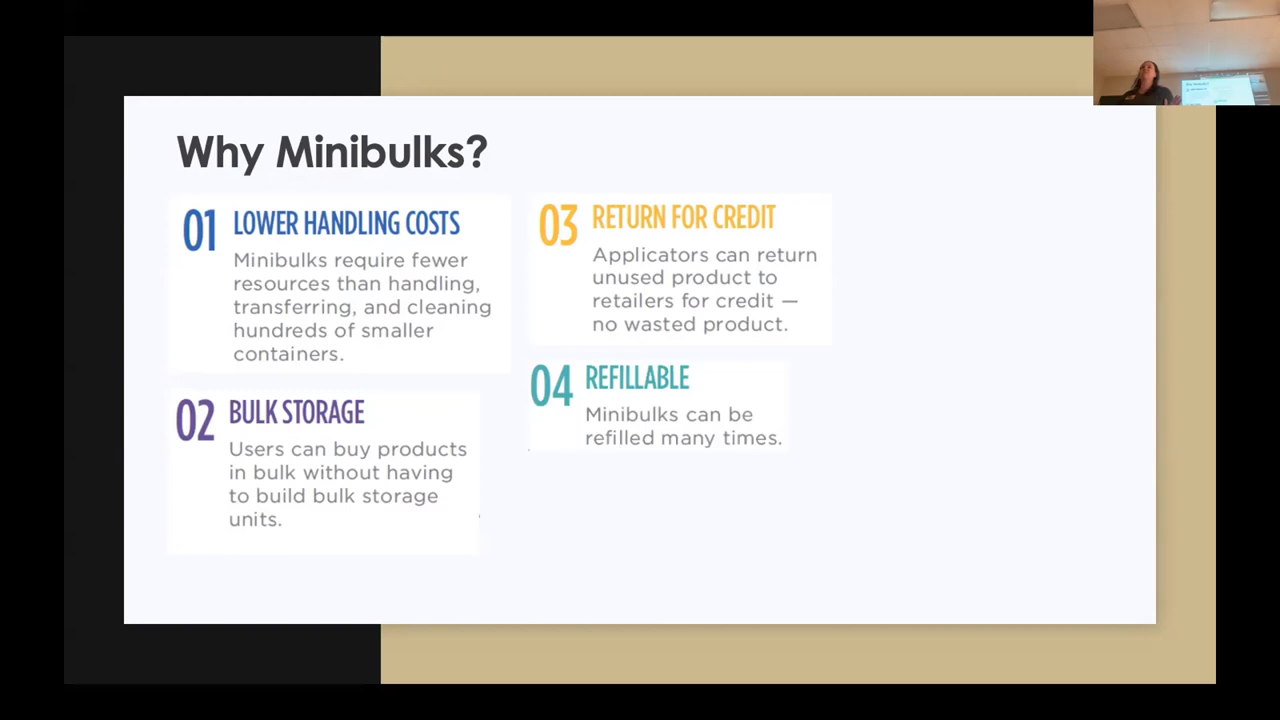 Why Minibulks?
01 LOWER HANDLING COSTS
Minibulks require fewer
resources than handling,
transferring, and cleaning
hundreds of smaller
containers.
02 BULK STORAGE
Users can buy products
in bulk without having
to build bulk storage
units.
03 RETURN FOR CREDIT
Applicators can return
unused product to
retailers for credit —
no wasted product.
04 REFILLABLE
Minibulks can be
refilled many times.